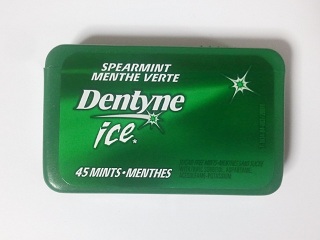 SPEARMINT
MENTHE VERTE
Dentyne
ice
45 MINTS • MENTHES